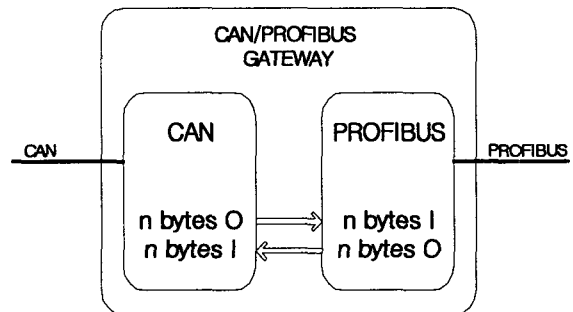 CAN/PROFIBUS
GATEWAY
CAN
PROFIBUS
CAN
PROFIBUS
n bytes O
n bytes I
n bytes I
n bytes O